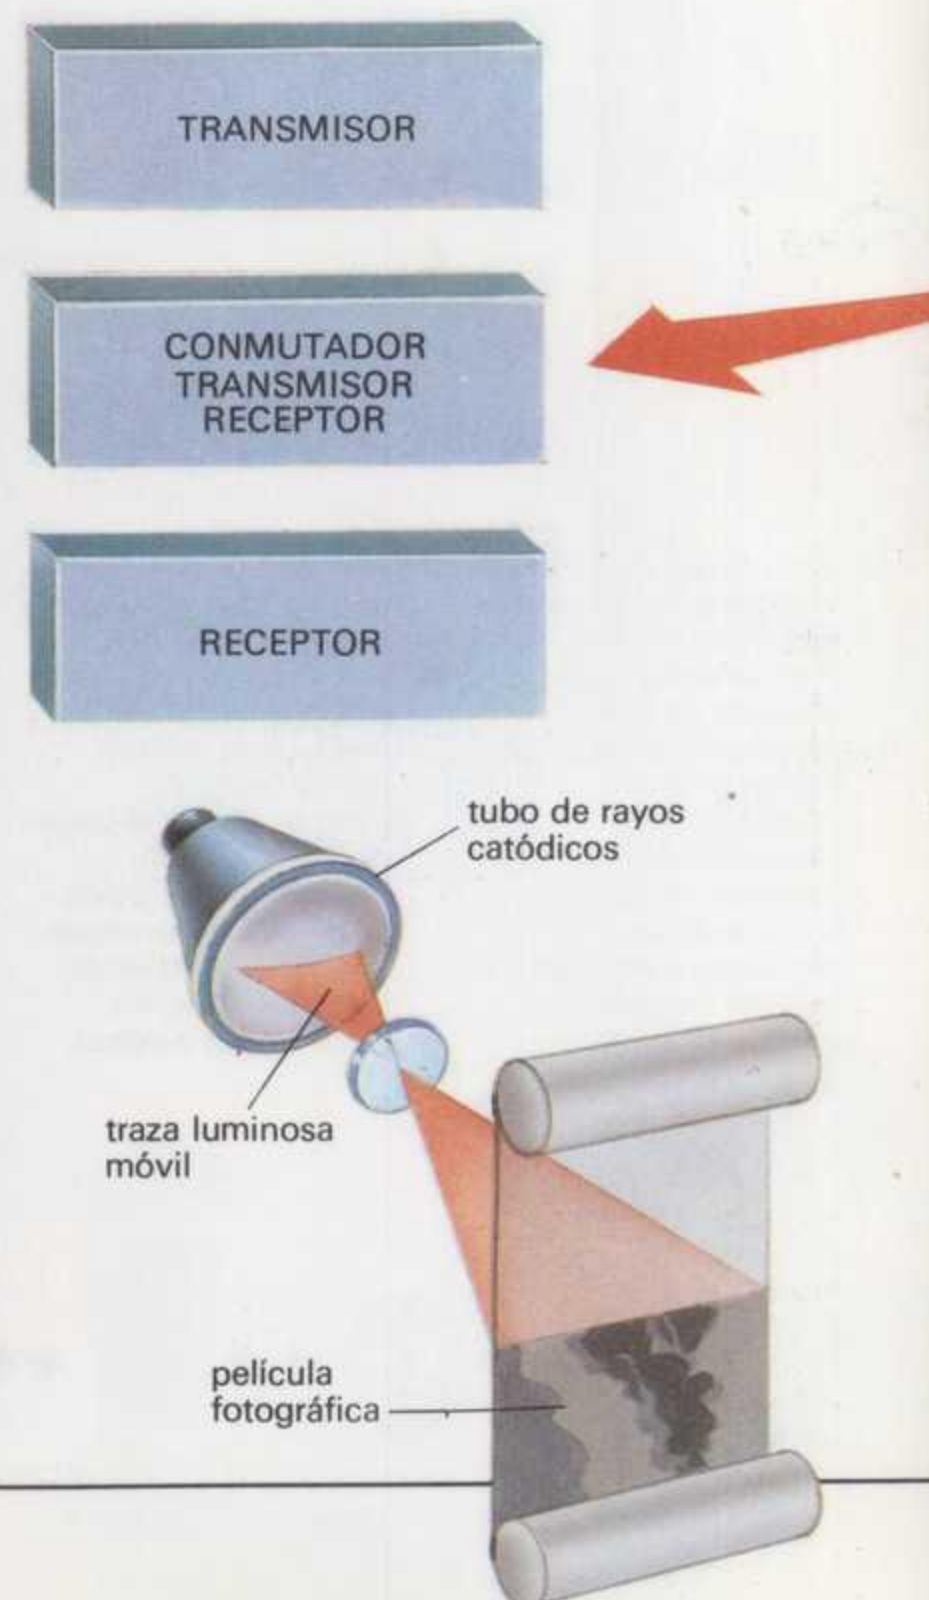 TRANSMISOR
CONMUTADOR
TRANSMISOR
RECEPTOR
RECEPTOR
tubo de rayos
catódicos
traza luminosa
móvil
película
fotográfica